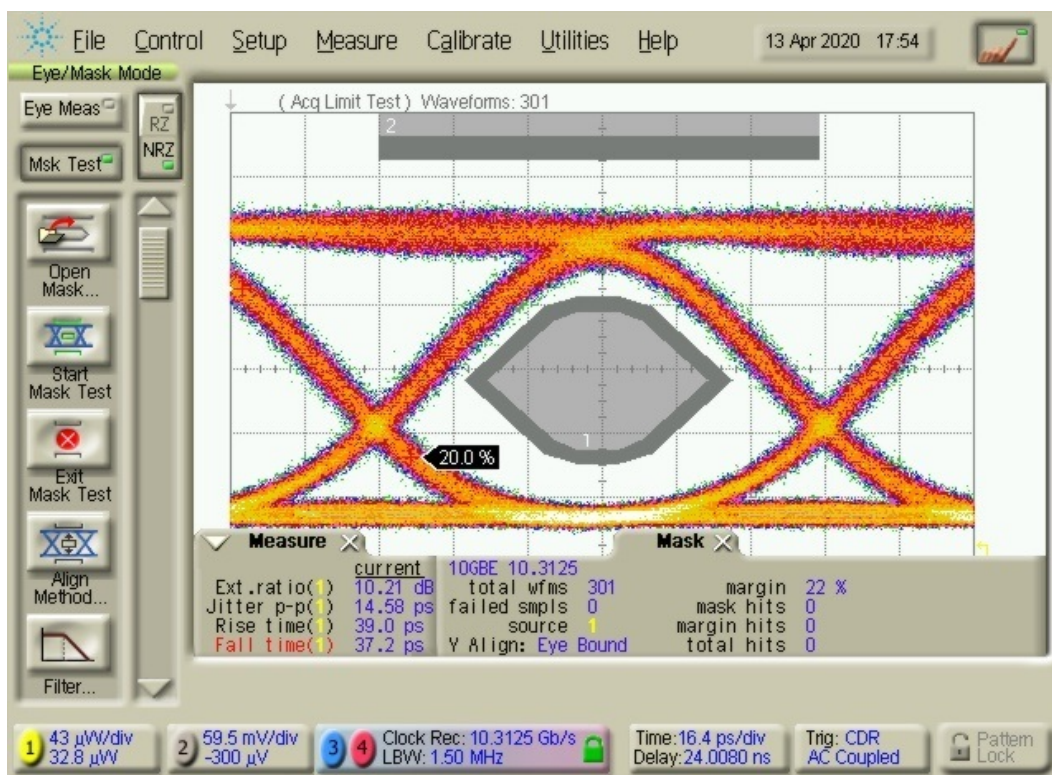 File Control Setup Measure Calibrate Utilities Help 13 Apr 2020 17:54
Eye/Mask Mode
Eye Meas
RZ
NRZ
Msk Test
Open
Mask...
Start
Mask Test
Exit
Mask Test
Align
Method...
Filter...
( Acq Limit Test ) Waveforms: 301
2
1
20.0 %
Measure
current
Ext.ratio(1) 10.21 dB
Jitter p-p(1) 14.58 ps
Rise time(1) 39.0 ps
Fall time(1) 37.2 ps
Mask
10GBE 10.3125
total wfms 301 margin 22 %
failed smpls 0 mask hits 0
source 1 margin hits 0
Y Align: Eye Bound total hits 0
1 43 µW/div
32.8 µW
2 59.5 mV/div
-300 µV
3 4 Clock Rec: 10.3125 Gb/s
LBW: 1.50 MHz
Time:16.4 ps/div
Delay:24.0080 ns
Trig: CDR
AC Coupled
Pattern
Lock